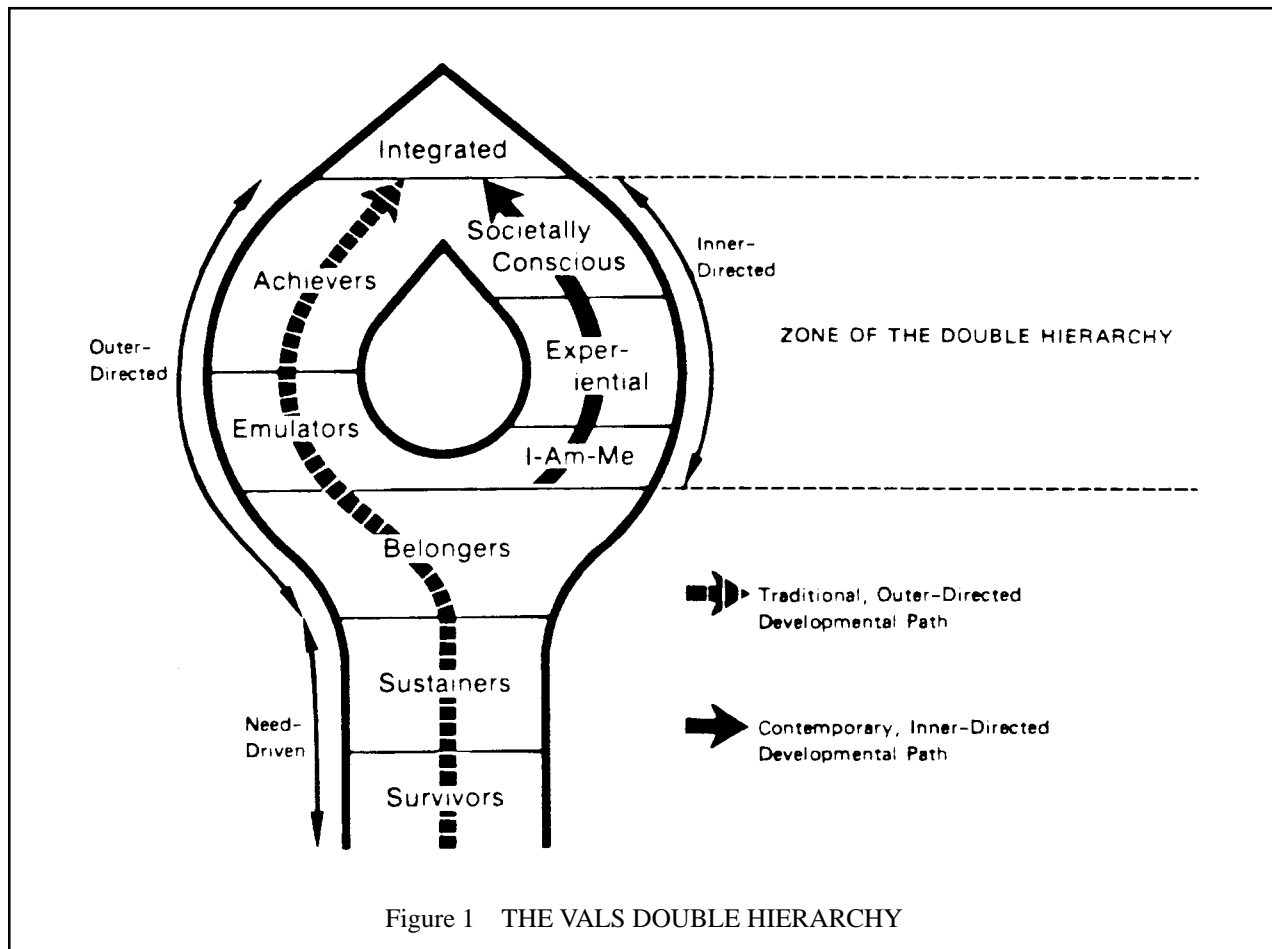 Integrated
Societally
Conscious
Inner-
Directed
Achievers
ZONE OF THE DOUBLE HIERARCHY
Outer-
Directed
Exper-
iential
Emulators
I-Am-Me
Belongers
Traditional, Outer-Directed
Developmental Path
Sustainers
Need-
Driven
Contemporary, Inner-Directed
Developmental Path
Survivors
Figure 1 THE VALS DOUBLE HIERARCHY